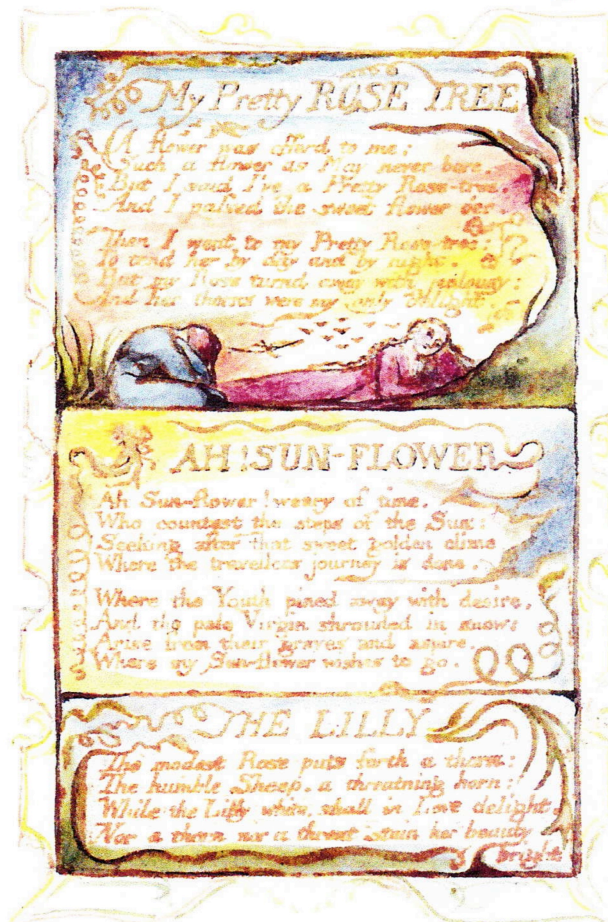 My Pretty ROSE TREE
A flower was offerd to me:
Such a flower as May never bore.
But I said I've a Pretty Rose-tree.
And I passed the sweet flower o'er.
Then I went to my Pretty Rose-tree:
To tend her by day and by night.
But my Rose turnd away with jealousy:
And her thorns were my only delight.
AH! SUN-FLOWER
Ah Sun-flower! weary of time,
Who countest the steps of the Sun:
Seeking after that sweet golden clime
Where the travellers journey is done.
Where the Youth pined away with desire,
And the pale Virgin shrouded in snow:
Arise from their graves and aspire,
Where my Sun-flower wishes to go.
THE LILLY
The modest Rose puts forth a thorn:
The humble Sheep, a threatning horn:
While the Lilly white, shall in Love delight,
Nor a thorn nor a threat stain her beauty
bright